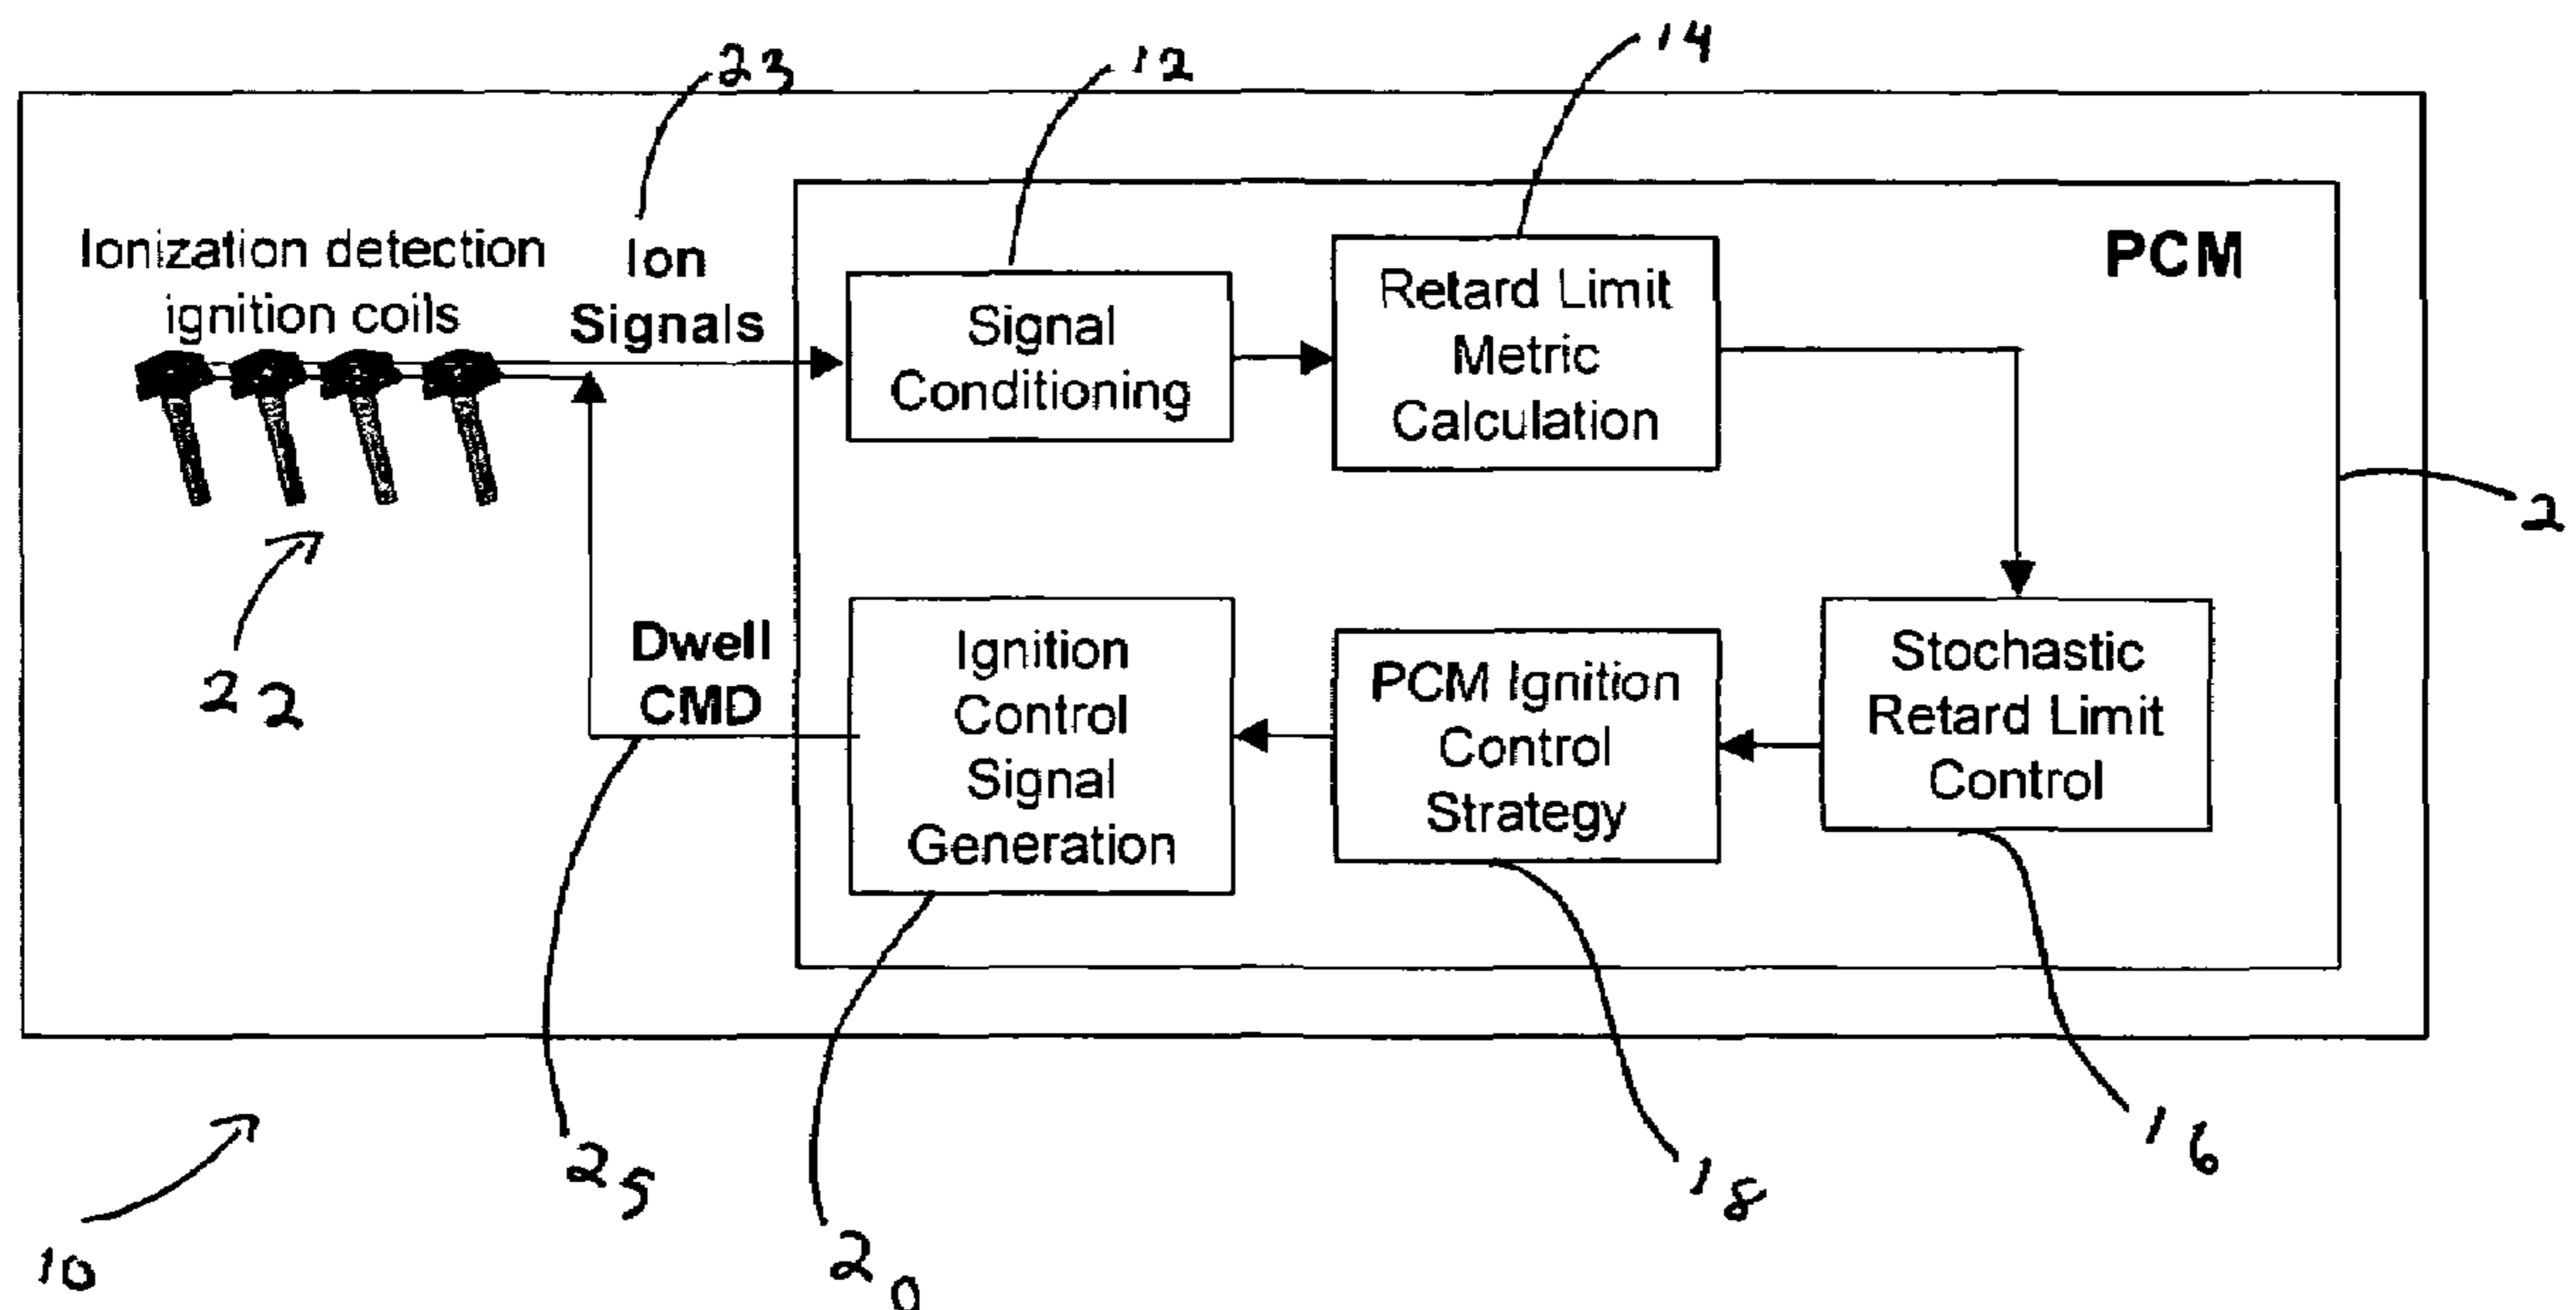 23
12
14
Ionization detection
ignition coils
Ion
Signals
Signal
Conditioning
Retard Limit
Metric
Calculation
PCM
2
22
Dwell
CMD
Ignition
Control
Signal
Generation
PCM Ignition
Control
Strategy
Stochastic
Retard Limit
Control
10
25
20
18
16